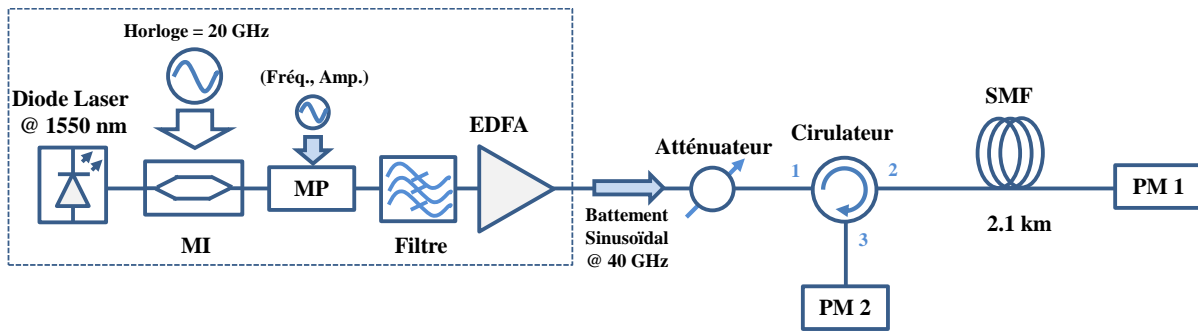 Horloge = 20 GHz
(Fréq., Amp.)
Diode Laser
@ 1550 nm
EDFA
SMF
Cirulateur
Atténuateur
MP
1
2
PM 1
Battement
Sinusoïdal
@ 40 GHz
MI
Filtre
3
2.1 km
PM 2